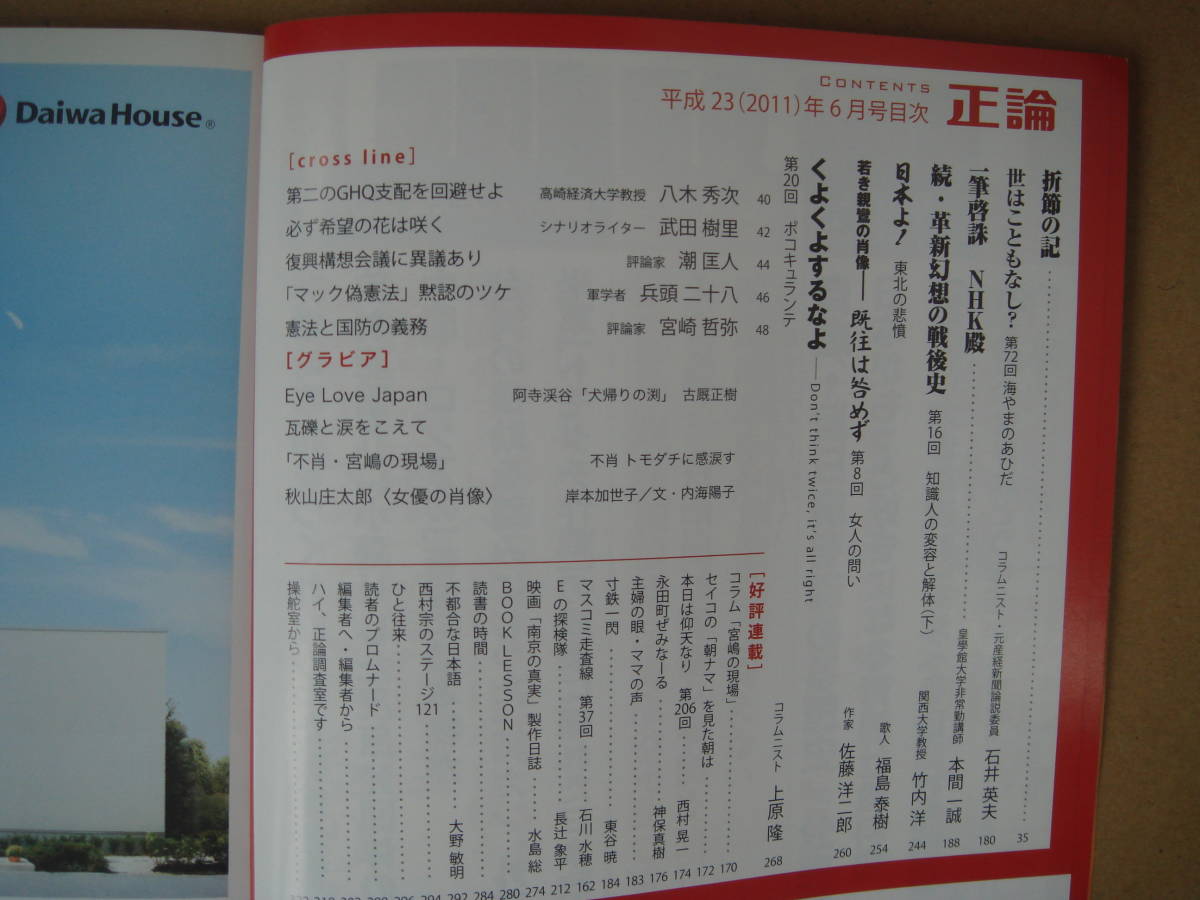 Daiwa House®
CONTENTS
正論
平成23(2011)年6月号目次
折節の記 35
世はこともなし? 第72回 海やまのあひだ コラムニスト・元産経新聞論説委員 石井 英夫 180
一筆啓誅 NHK殿 皇學館大学非常勤講師 本間 一誠 188
続・革新幻想の戦後史 第16回 知識人の変容と解体(下) 関西大学教授 竹内 洋 244
日本よ! 東北の悲憤 歌人 福島 泰樹 254
若き親鸞の肖像── 既往は咎めず 第8回 女人の問い 作家 佐藤 洋二郎 260
くよくよするなよ ── Don't think twice, it's all right
第20回 ポコキュランテ コラムニスト 上原 隆 268
[cross line]
第二のGHQ支配を回避せよ 高崎経済大学教授 八木 秀次 40
必ず希望の花は咲く シナリオライター 武田 樹里 42
復興構想会議に異議あり 評論家 潮 匡人 44
「マック偽憲法」黙認のツケ 軍学者 兵頭 二十八 46
憲法と国防の義務 評論家 宮崎 哲弥 48
[グラビア]
Eye Love Japan 阿寺渓谷「犬帰りの渕」 古厩正樹
瓦礫と涙をこえて
「不肖・宮嶋の現場」 不肖 トモダチに感涙す
秋山庄太郎〈女優の肖像〉 岸本加世子/文・内海陽子
[好評連載]
コラム「宮嶋の現場」 170
セイコの「朝ナマ」を見た朝は 172
本日は仰天なり 第206回 西村 晃一 174
永田町ぜみなーる 神保真樹 176
主婦の眼・ママの声 183
寸鉄一閃 東谷 暁 184
マスコミ走査線 第37回 石川 水穂 162
Eの探検隊 長辻 象平 212
映画「南京の真実」製作日誌 水島 総 274
BOOK LESSON 280
読書の時間 284
不都合な日本語 大野 敏明 292
西村宗のステージ121 294
ひと往来
読者のプロムナード
編集者へ・編集者から
ハイ、正論調査室です
操舵室から